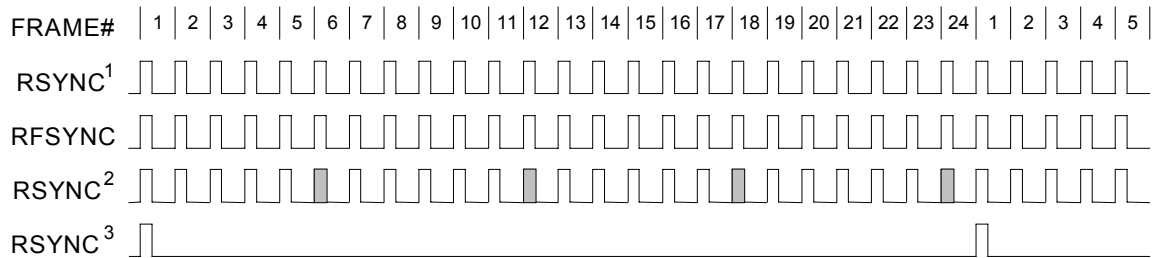 FRAME# 1 2 3 4 5 6 7 8 9 10 11 12 13 14 15 16 17 18 19 20 21 22 23 24 1 2 3 4 5
RSYNC1
RFSYNC
RSYNC2
RSYNC3